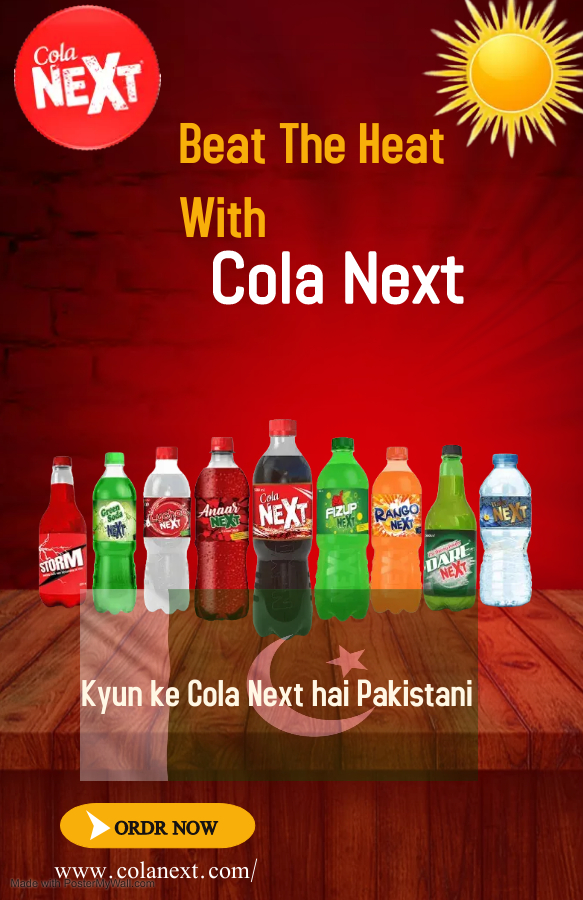 Cola
NEXT
Beat The Heat
With
Cola Next
STORM
Green
Soda
NEXT
NEXT
Anaar
NEXT
Cola
NEXT
FIZUP
NEXT
RANGO
NEXT
DARE
NEXT
NEXT
Kyun ke Cola Next hai Pakistani
ORDR NOW
www.colanext.com/
Made with PosterMyWall.com